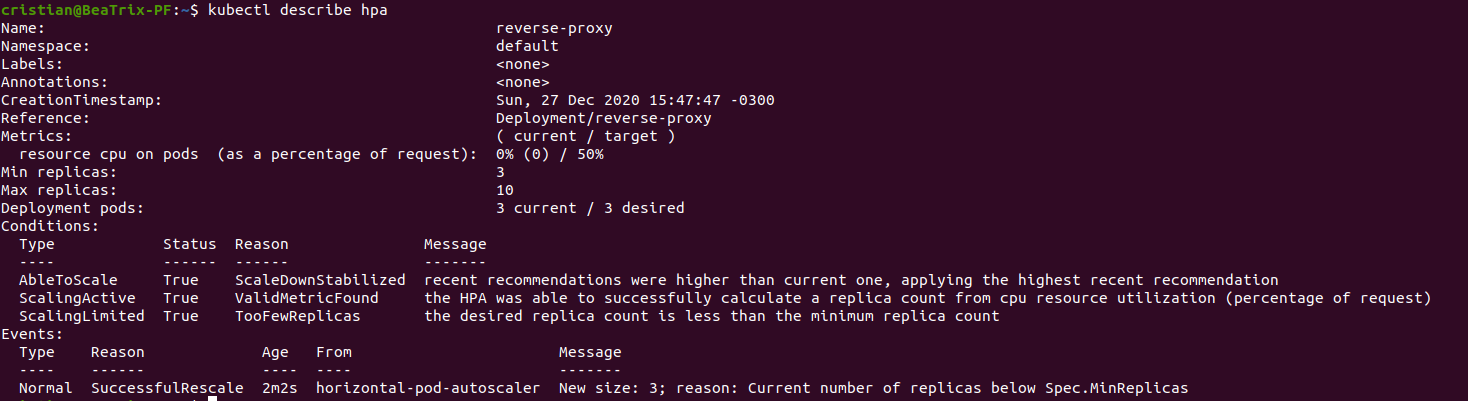 cristian@BeaTrix-PF:~$ kubectl describe hpa
Name:                                                  reverse-proxy
Namespace:                                             default
Labels:                                                <none>
Annotations:                                           <none>
CreationTimestamp:                                     Sun, 27 Dec 2020 15:47:47 -0300
Reference:                                             Deployment/reverse-proxy
Metrics:                                               ( current / target )
  resource cpu on pods  (as a percentage of request):  0% (0) / 50%
Min replicas:                                          3
Max replicas:                                          10
Deployment pods:                                       3 current / 3 desired
Conditions:
  Type            Status  Reason               Message
  ----            ------  ------               -------
  AbleToScale     True    ScaleDownStabilized  recent recommendations were higher than current one, applying the highest recent recommendation
  ScalingActive   True    ValidMetricFound     the HPA was able to successfully calculate a replica count from cpu resource utilization (percentage of request)
  ScalingLimited  True    TooFewReplicas       the desired replica count is less than the minimum replica count
Events:
  Type    Reason             Age   From                       Message
  ----    ------             ----  ----                       -------
  Normal  SuccessfulRescale  2m2s  horizontal-pod-autoscaler  New size: 3; reason: Current number of replicas below Spec.MinReplicas